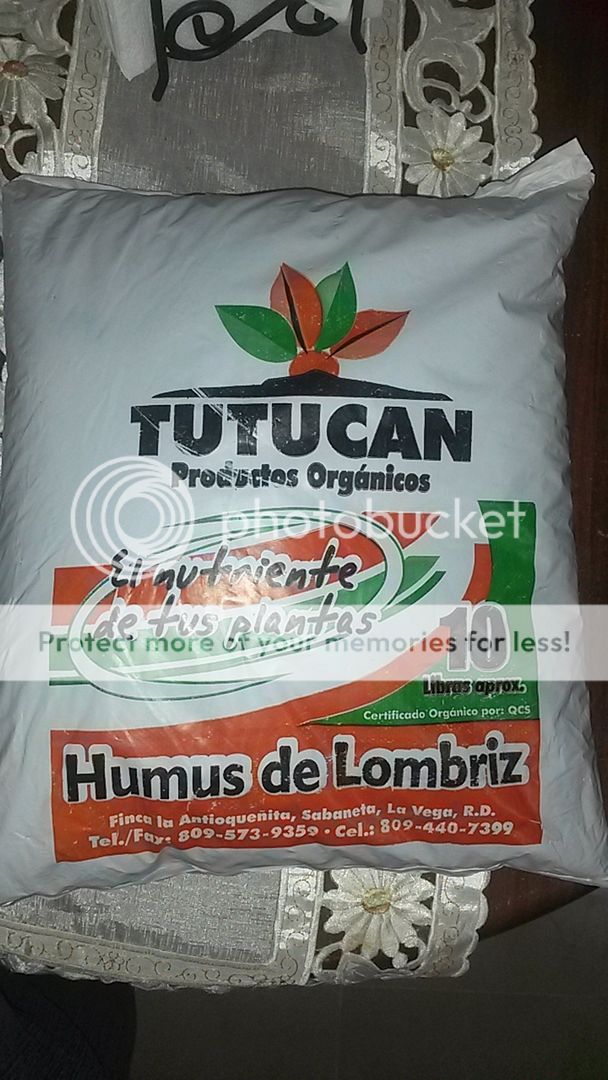 TUTUCAN
Productos Orgánicos
photobucket
El nutriente
de tus plantas
Protect more of your memories for less!
10
Libras aprox.
Certificado Orgánico por: QCS
Humus de Lombriz
Finca la Antioqueñita, Sabaneta, La Vega, R.D.
Tel./Fax: 809-573-9359 • Cel.: 809-440-7399